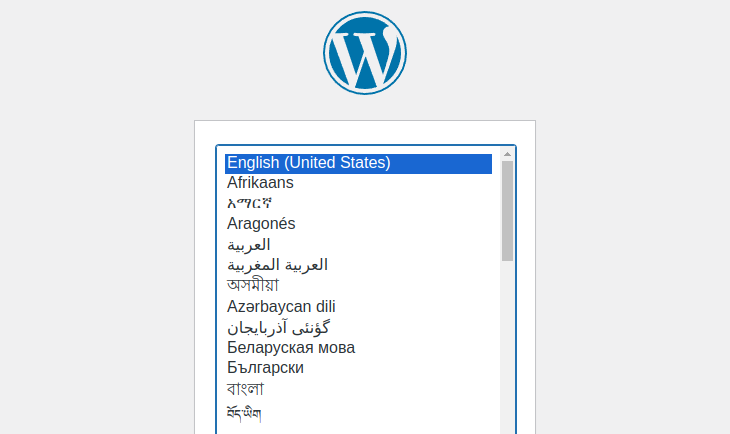 English (United States)
Afrikaans
አማርኛ
Aragonés
العربية
العربية المغربية
অসমীয়া
Azərbaycan dili
گؤنئی آذربایجان
Беларуская мова
Български
বাংলা
བོད་ཡིག